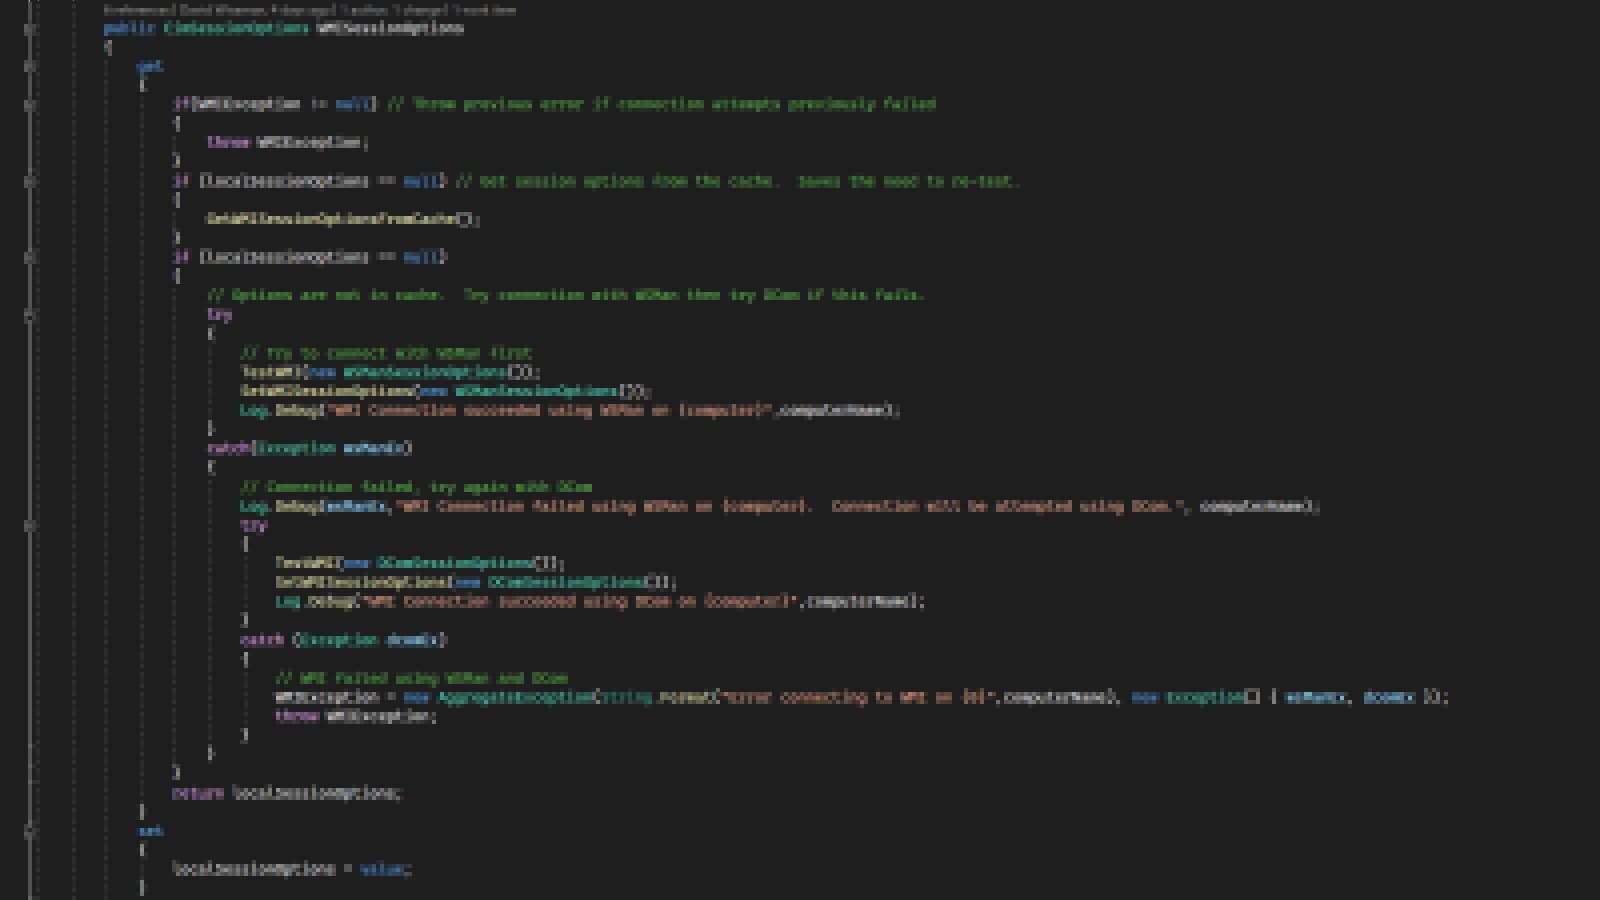 public CimSessionOptions WMISessionOptions
{
get
{
if(WMIException != null) // Throw previous error if connection attempts previously failed
{
throw WMIException;
}
if (localSessionOptions == null) // Get session options from the cache.  Saves the need to re-test.
{
GetWMISessionOptionsFromCache();
}
if (localSessionOptions == null)
{
// Options are not in cache.  Try connection with WSMan then try DCom if this fails.
try
{
// Try to connect with WSMan first
TestWMI(new WSManSessionOptions());
SetWMISessionOptions(new WSManSessionOptions());
Log.Debug("WMI Connection succeeded using WSMan on {computer}",computerName);
}
catch(Exception wsManEx)
{
// Connection failed, try again with DCom
Log.Debug(wsManEx,"WMI Connection failed using WSMan on {computer}.  Connection will be attempted using DCom.", computerName);
try
{
TestWMI(new DComSessionOptions());
SetWMISessionOptions(new DComSessionOptions());
Log.Debug("WMI Connection succeeded using DCom on {computer}",computerName);
}
catch (Exception dcomEx)
{
// WMI failed using WSMan and DCom
WMIException = new AggregateException(String.Format("Error connecting to WMI on {0}",computerName), new Exception[] { wsManEx, dcomEx });
throw WMIException;
}
}
}
return localSessionOptions;
}
set
{
localSessionOptions = value;
}